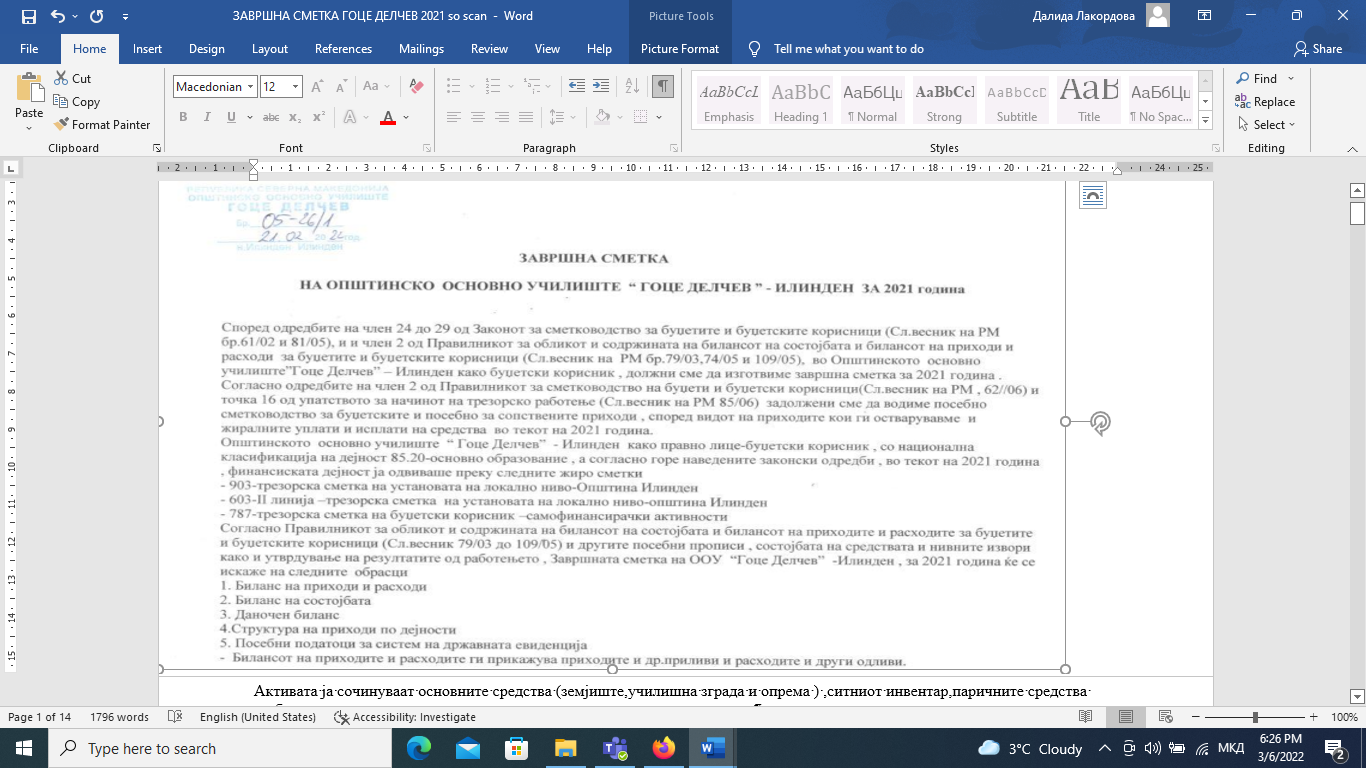 ЗАВРШНА СМЕТКА ГОЦЕ ДЕЛЧЕВ 2021 so scan - Word
Picture Tools
Далида Лакордова
File Home Insert Design Layout References Mailings Review View Help Picture Format Tell me what you want to do Share
Paste
Cut
Copy
Format Painter
Clipboard
Macedonian 12
Font
Paragraph
AaBbCcL Emphasis
AaBbC Heading 1
АаБбЦц ¶ Normal
AaBbCcl Strong
AaBbCcD Subtitle
AaB Title
АаБбЦц ¶ No Spac...
Styles
Find
Replace
Select
Editing
РЕПУБЛИКА СЕВЕРНА МАКЕДОНИЈА
ОПШТИНСКО ОСНОВНО УЧИЛИШТЕ
ГОЦЕ ДЕЛЧЕВ
Бр. 05-26/1
21.02 2022 год.
н.Илинден Илинден
ЗАВРШНА СМЕТКА
НА ОПШТИНСКО ОСНОВНО УЧИЛИШТЕ “ ГОЦЕ ДЕЛЧЕВ ” - ИЛИНДЕН ЗА 2021 година
Според одредбите на член 24 до 29 од Законот за сметководство за буџетите и буџетските корисници (Сл.весник на РМ
бр.61/02 и 81/05), и и член 2 од Правилникот за обликот и содржината на билансот на состојбата и билансот на приходи и
расходи за буџетите и буџетските корисници (Сл.весник на РМ бр.79/03,74/05 и 109/05), во Општинското основно
училиште”Гоце Делчев” – Илинден како буџетски корисник , должни сме да изготвиме завршна сметка за 2021 година .
Согласно одредбите на член 2 од Правилникот за сметководство на буџети и буџетски корисници(Сл.весник на РМ , 62//06) и
точка 16 од упатството за начинот на трезорско работење (Сл.весник на РМ 85/06) задолжени сме да водиме посебно
сметководство за буџетските и посебно за сопствените приходи , според видот на приходите кои ги остварувавме и
жиралните уплати и исплати на средства во текот на 2021 година.
Општинското основно училиште “ Гоце Делчев” - Илинден како правно лице-буџетски корисник , со национална
класификација на дејност 85.20-основно образование , а согласно горе наведените законски одредби , во текот на 2021 година
, финансиската дејност ја одвиваше преку следните жиро сметки
- 903-трезорска сметка на установата на локално ниво-Општина Илинден
- 603-II линија –трезорска сметка на установата на локално ниво-општина Илинден
- 787-трезорска сметка на буџетски корисник –самофинансирачки активности
Согласно Правилникот за обликот и содржината на билансот на состојбата и билансот на приходите и расходите за буџетите
и буџетските корисници (Сл.весник 79/03 до 109/05) и другите посебни прописи , состојбата на средствата и нивните извори
како и утврдување на резултатите од работењето , Завршната сметка на ООУ “Гоце Делчев” -Илинден , за 2021 година ќе се
искаже на следните обрасци
1. Биланс на приходи и расходи
2. Биланс на состојбата
3. Даночен биланс
4.Структура на приходи по дејности
5. Посебни податоци за систем на државната евиденција
- Билансот на приходите и расходите ги прикажува приходите и др.приливи и расходите и други одливи.
Активата ја сочинуваат основните средства (земјиште,училишна зграда и опрема ) ,ситниот инвентар,паричните средства
Page 1 of 14 1796 words English (United States) Accessibility: Investigate 100%
Type here to search
3°C Cloudy
МКД
6:26 PM
3/6/2022
2